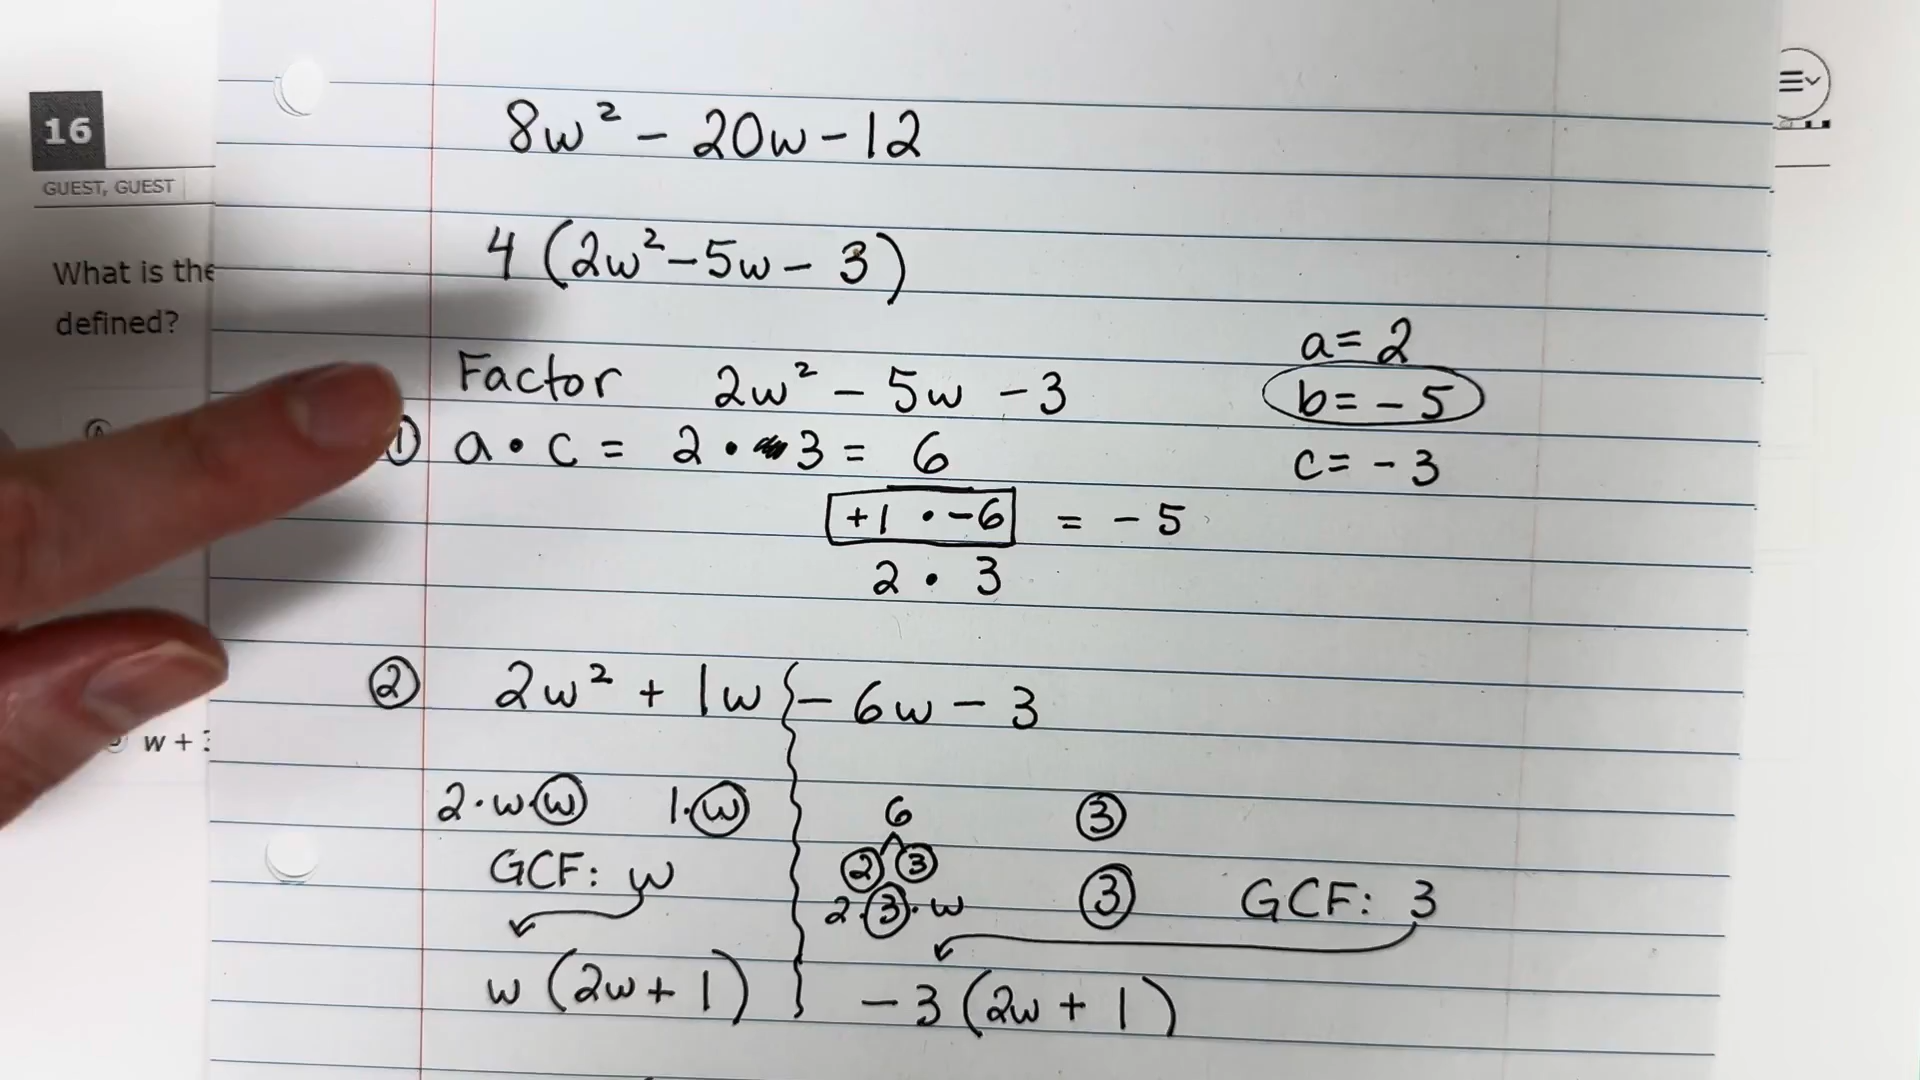 8w² - 20w - 12
16
GUEST, GUEST
4 (2w² - 5w - 3)
What is the
defined?
a = 2
Factor 2w² - 5w - 3
b = - 5
① a • c = 2 • 3 = 6
c = - 3
+1 • -6 = - 5
2 • 3
② 2w² + 1w - 6w - 3
w +
2·w·w 1·w 6 3
2 3
GCF: w 2·3·w 3 GCF: 3
w (2w + 1) - 3 (2w + 1)